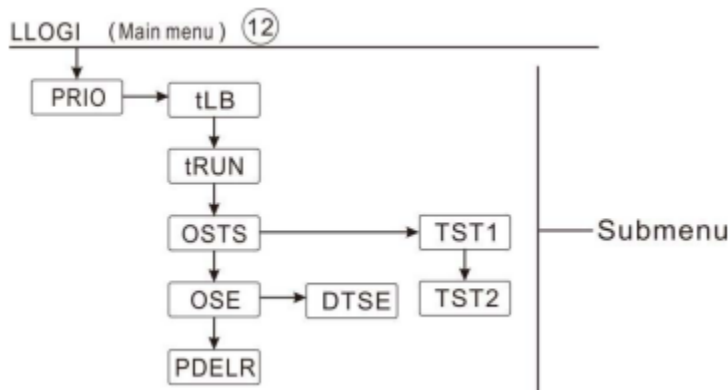 LLOGI (Main menu) 12
PRIO
tLB
tRUN
OSTS
TST1
Submenu
OSE
DTSE
TST2
PDELR